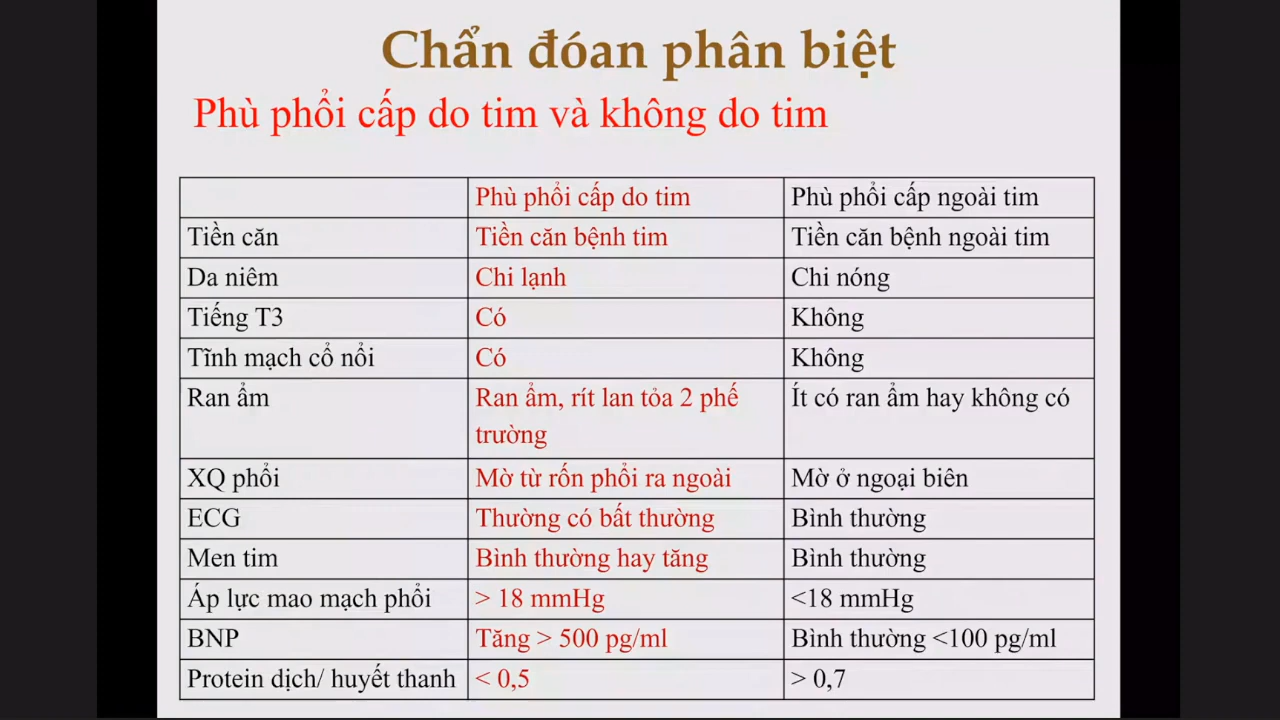 Chẩn đóan phân biệt
Phù phổi cấp do tim và không do tim
Phù phổi cấp do tim Phù phổi cấp ngoài tim
Tiền căn Tiền căn bệnh tim Tiền căn bệnh ngoài tim
Da niêm Chi lạnh Chi nóng
Tiếng T3 Có Không
Tĩnh mạch cổ nổi Có Không
Ran ẩm Ran ẩm, rít lan tỏa 2 phế Ít có ran ẩm hay không có
trường
XQ phổi Mờ từ rốn phổi ra ngoài Mờ ở ngoại biên
ECG Thường có bất thường Bình thường
Men tim Bình thường hay tăng Bình thường
Áp lực mao mạch phổi > 18 mmHg <18 mmHg
BNP Tăng > 500 pg/ml Bình thường <100 pg/ml
Protein dịch/ huyết thanh < 0,5 > 0,7